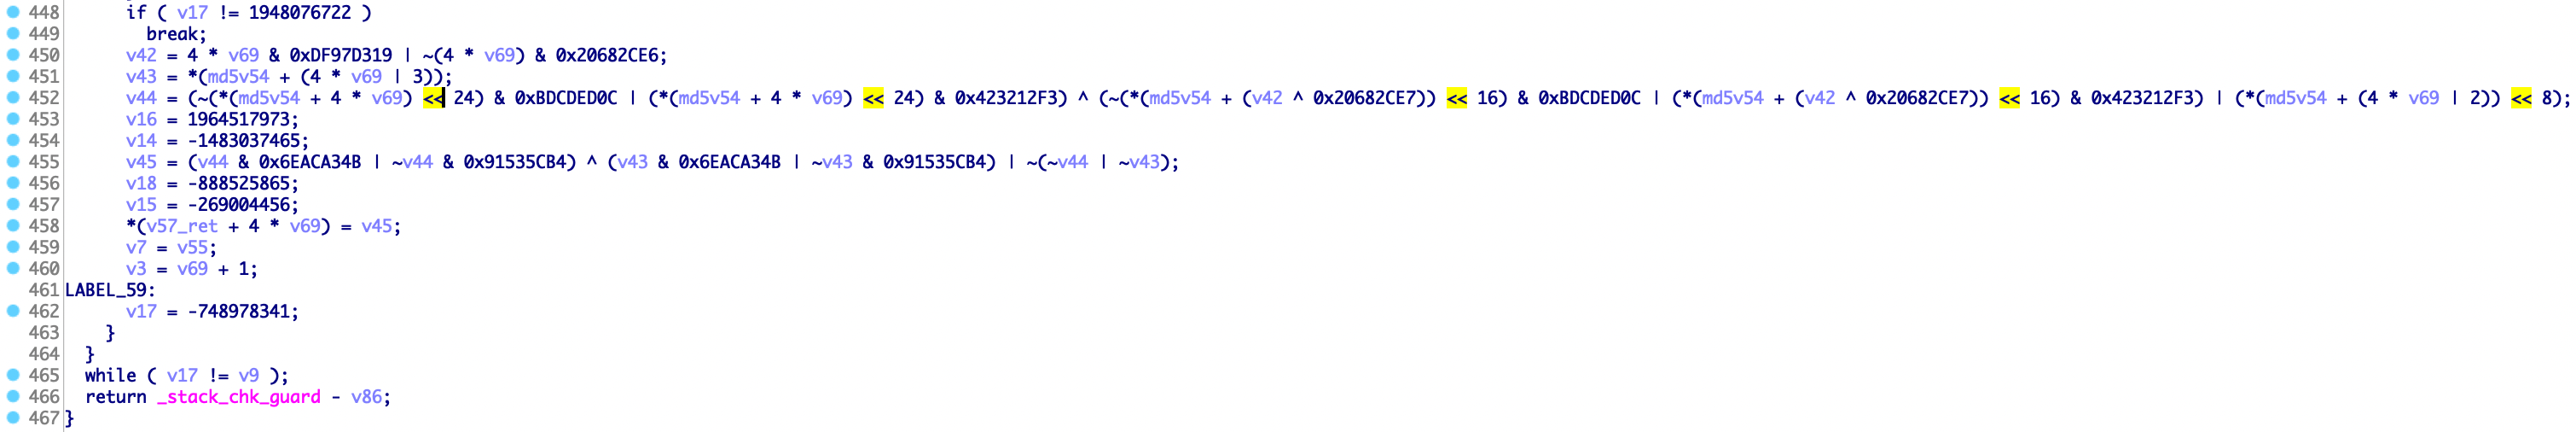 448 if ( v17 != 1948076722 )
449 break;
450 v42 = 4 * v69 & 0xDF97D319 | ~(4 * v69) & 0x20682CE6;
451 v43 = *(md5v54 + (4 * v69 | 3));
452 v44 = (~(*(md5v54 + 4 * v69) << 24) & 0xBDCDED0C | (*(md5v54 + 4 * v69) << 24) & 0x423212F3) ^ (~(*(md5v54 + (v42 ^ 0x20682CE7)) << 16) & 0xBDCDED0C | (*(md5v54 + (v42 ^ 0x20682CE7)) << 16) & 0x423212F3) | (*(md5v54 + (4 * v69 | 2)) << 8);
453 v16 = 1964517973;
454 v14 = -1483037465;
455 v45 = (v44 & 0x6EACA34B | ~v44 & 0x91535CB4) ^ (v43 & 0x6EACA34B | ~v43 & 0x91535CB4) | ~(~v44 | ~v43);
456 v18 = -888525865;
457 v15 = -269004456;
458 *(v57_ret + 4 * v69) = v45;
459 v7 = v55;
460 v3 = v69 + 1;
461 LABEL_59:
462 v17 = -748978341;
463 }
464 }
465 while ( v17 != v9 );
466 return _stack_chk_guard - v86;
467 }